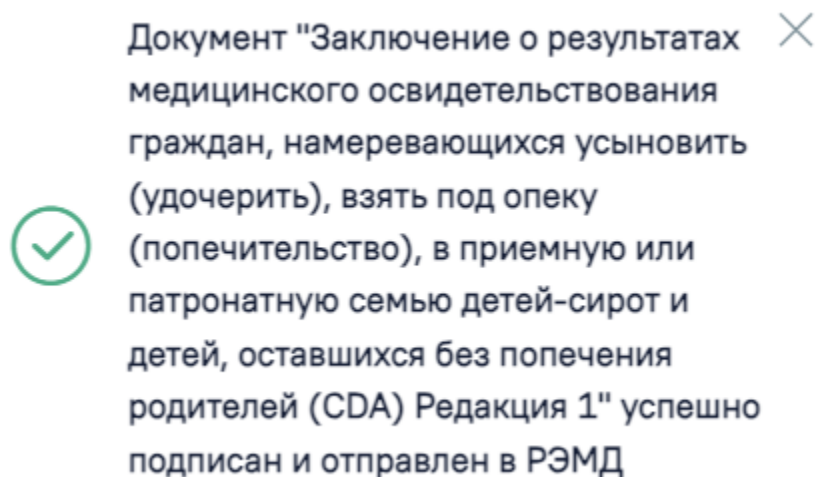 Документ "Заключение о результатах
медицинского освидетельствования
граждан, намеревающихся усыновить
(удочерить), взять под опеку
(попечительство), в приемную или
патронатную семью детей-сирот и
детей, оставшихся без попечения
родителей (CDA) Редакция 1" успешно
подписан и отправлен в РЭМД